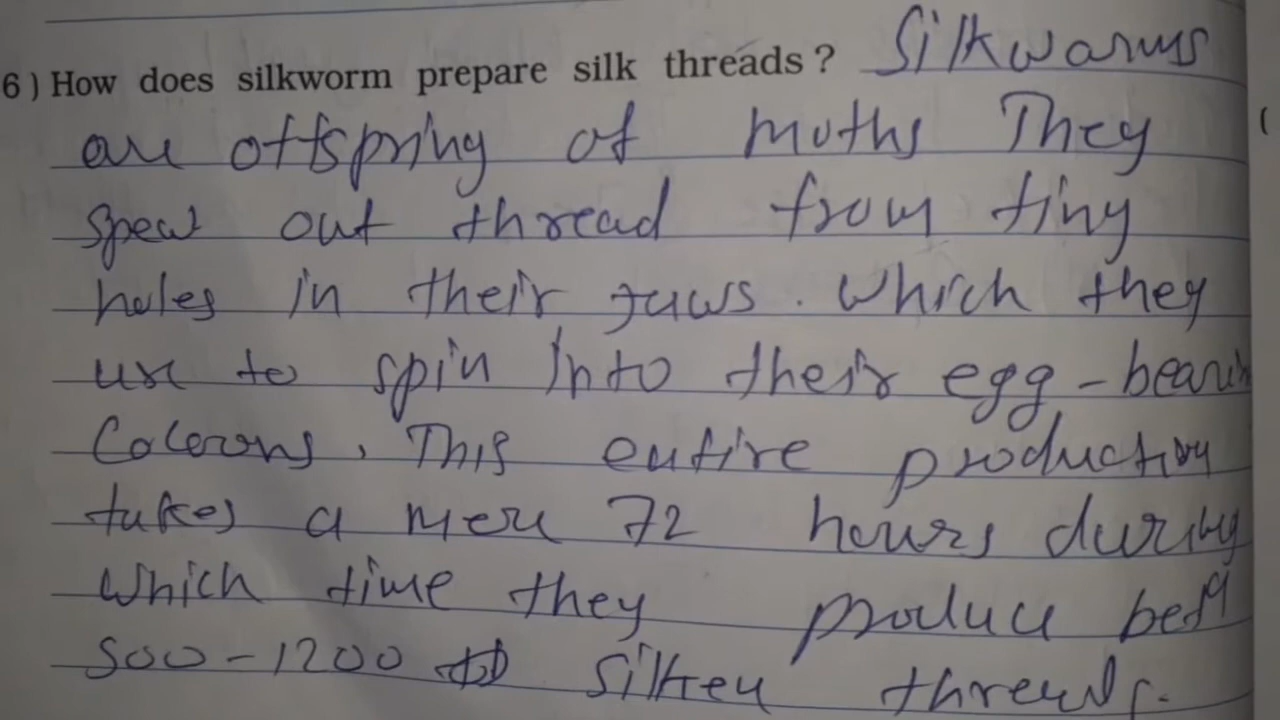 6) How does silkworm prepare silk threads? Silkworms
are offspring of moths They
spew out thread from tiny
holes in their jaws. which they
use to spin into their egg-bearin
Cocoons, This entire production
takes a mere 72 hours during
which time they produce
500-1200 silken threads.
(